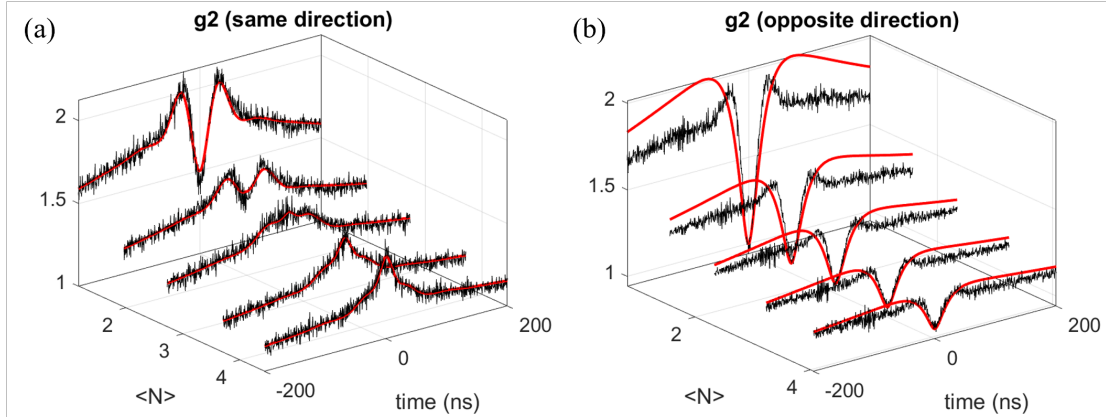 (a)
g2 (same direction)
2
1.5
1
2
3
4
<N>
-200
0
200
time (ns)
(b)
g2 (opposite direction)
2
1.5
1
2
4
<N>
-200
0
200
time (ns)